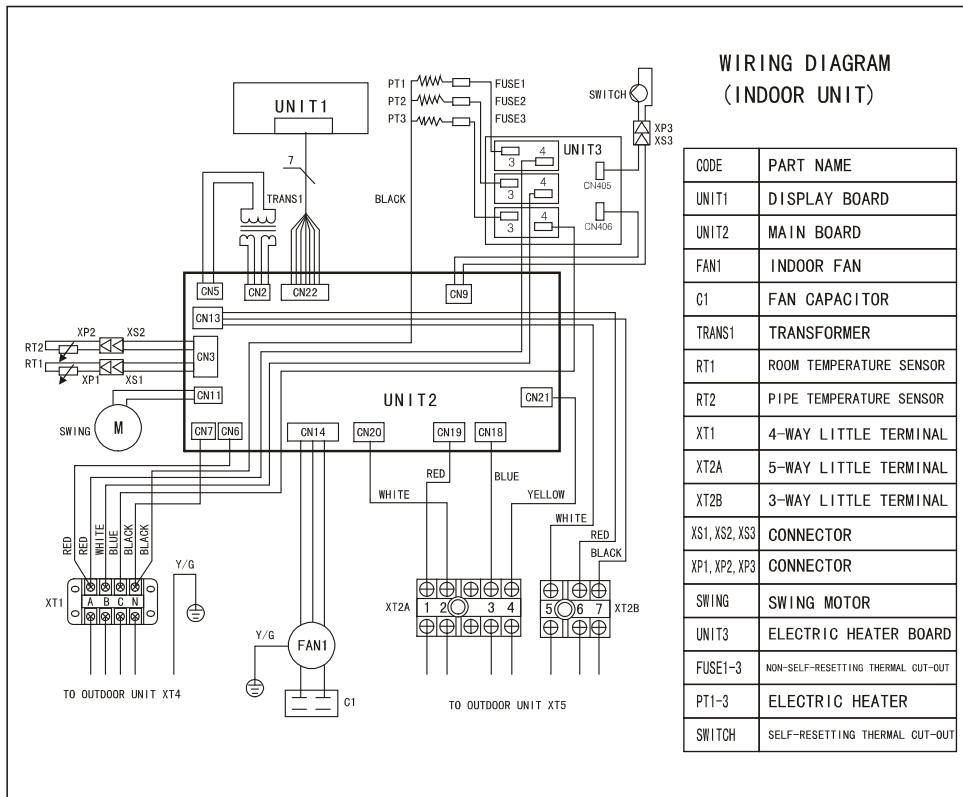 WIRING DIAGRAM
(INDOOR UNIT)
UNIT1
7
TRANS1
PT1 FUSE1
PT2 FUSE2
PT3 FUSE3
BLACK
UNIT3
3 4
3 4
3 4
CN405
CN406
SWITCH
XP3
XS3
CN5 CN2 CN22 CN9
CN13
XP2 XS2
RT2
RT1
XP1 XS1
CN3
CN11
SWING M
UNIT2
CN21
CN7 CN6 CN14 CN20 CN19 CN18
RED
BLUE
WHITE
YELLOW
WHITE
RED
BLACK
RED
RED
WHITE
BLUE
BLACK
BLACK
Y/G
XT1 A B C N
Y/G
FAN1
C1
XT2A 1 2 3 4
5 6 7 XT2B
TO OUTDOOR UNIT XT4
TO OUTDOOR UNIT XT5
CODE PART NAME
UNIT1 DISPLAY BOARD
UNIT2 MAIN BOARD
FAN1 INDOOR FAN
C1 FAN CAPACITOR
TRANS1 TRANSFORMER
RT1 ROOM TEMPERATURE SENSOR
RT2 PIPE TEMPERATURE SENSOR
XT1 4-WAY LITTLE TERMINAL
XT2A 5-WAY LITTLE TERMINAL
XT2B 3-WAY LITTLE TERMINAL
XS1, XS2, XS3 CONNECTOR
XP1, XP2, XP3 CONNECTOR
SWING SWING MOTOR
UNIT3 ELECTRIC HEATER BOARD
FUSE1-3 NON-SELF-RESETTING THERMAL CUT-OUT
PT1-3 ELECTRIC HEATER
SWITCH SELF-RESETTING THERMAL CUT-OUT